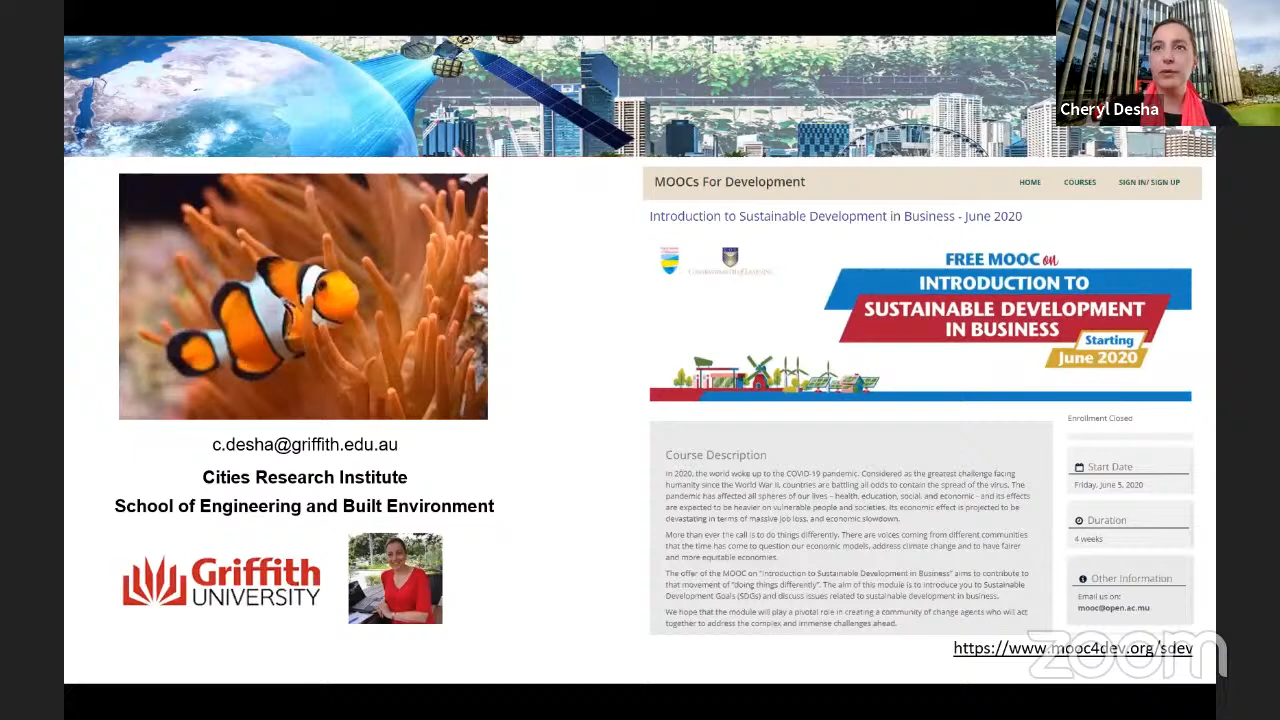 Cheryl Desha
c.desha@griffith.edu.au
Cities Research Institute
School of Engineering and Built Environment
Griffith
UNIVERSITY
MOOCs For Development
HOME COURSES SIGN IN/ SIGN UP
Introduction to Sustainable Development in Business - June 2020
FREE MOOC on
INTRODUCTION TO
SUSTAINABLE DEVELOPMENT
IN BUSINESS
Starting
June 2020
Enrollment Closed
Course Description
In 2020, the world woke up to the COVID-19 pandemic. Considered as the greatest challenge facing
humanity since the World War II, countries are battling all odds to contain the spread of the virus. The
pandemic has affected all spheres of our lives - health, education, social, and economic - and its effects
are expected to be heavier on vulnerable people and societies. Its economic effect is projected to be
devastating in terms of massive job loss, and economic slowdown.
More than ever the call is to do things differently. There are voices coming from different communities
that the time has come to question our economic models, address climate change and to have fairer
and more equitable economies.
The offer of the MOOC on "Introduction to Sustainable Development in Business" aims to contribute to
that movement of "doing things differently". The aim of this module is to introduce you to Sustainable
Development Goals (SDGs) and discuss issues related to sustainable development in business.
We hope that the module will play a pivotal role in creating a community of change agents who will act
together to address the complex and immense challenges ahead.
Start Date
Friday, June 5, 2020
Duration
4 weeks
Other Information
Email us on:
mooc@open.ac.mu
https://www.mooc4dev.org/sdev
zoom